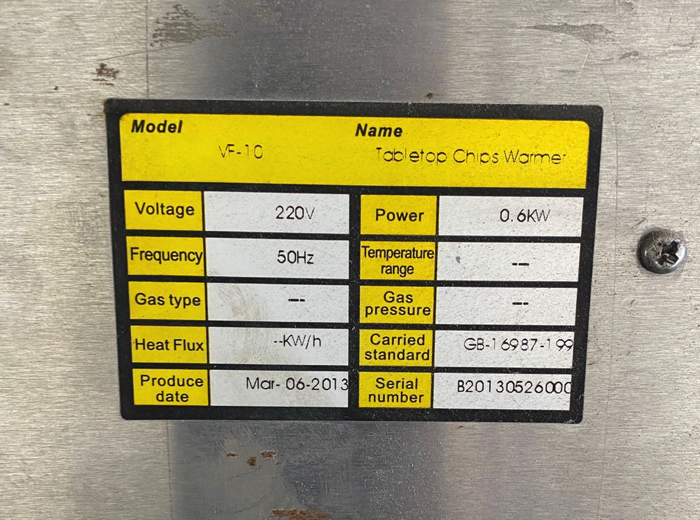 Model Name
VF-10 Tabletop Chips Warmer
Voltage 220V Power 0.6KW
Frequency 50Hz Temperature range --
Gas type --- Gas pressure --
Heat Flux --KW/h Carried standard GB-16987-199
Produce date Mar-06-2013 Serial number B20130526000